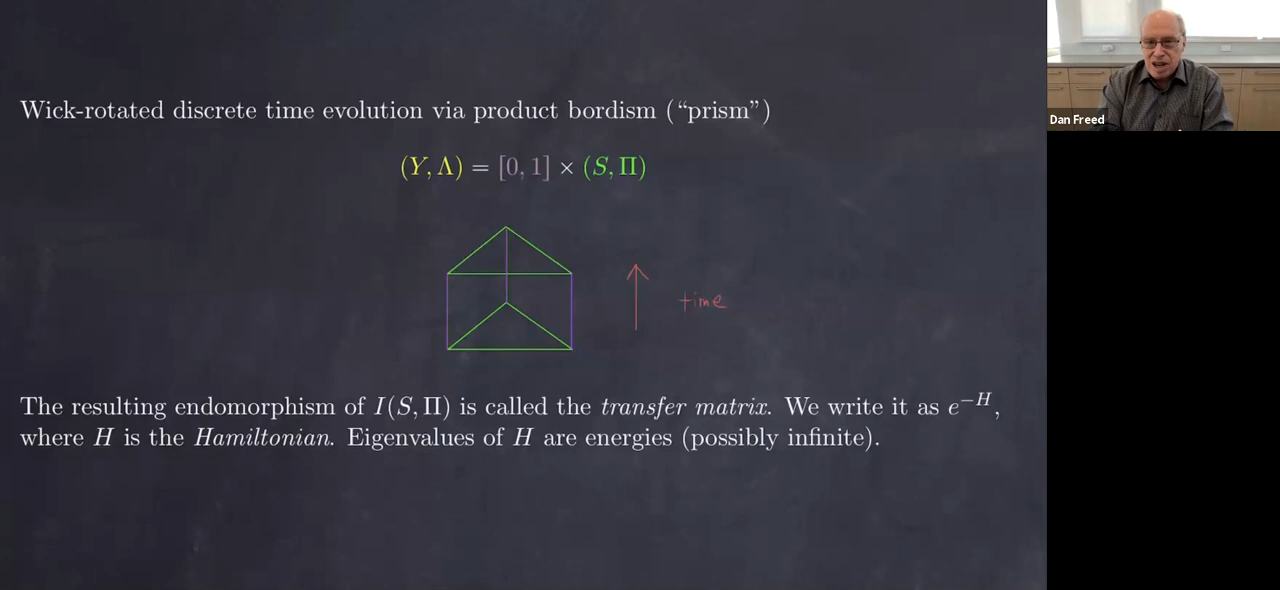 Wick-rotated discrete time evolution via product bordism (“prism”)
(Y, Λ) = [0, 1] × (S, Π)
time
The resulting endomorphism of I(S, Π) is called the transfer matrix. We write it as e^{−H},
where H is the Hamiltonian. Eigenvalues of H are energies (possibly infinite).
Dan Freed